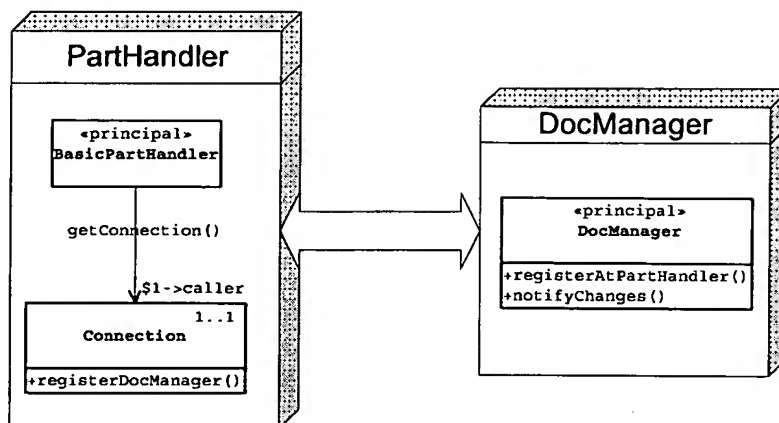 PartHandler
«principal»
BasicPartHandler
getConnection()
$1->caller
1..1
Connection
+registerDocManager()
DocManager
«principal»
DocManager
+registerAtPartHandler()
+notifyChanges()